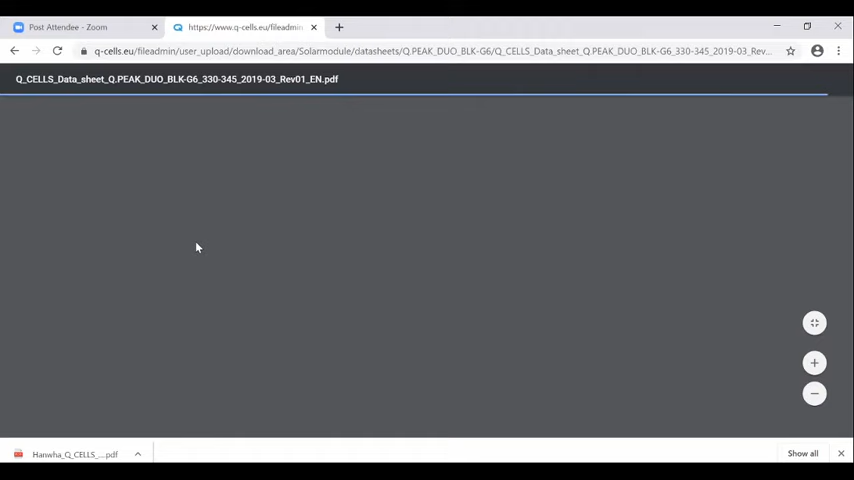 Post Attendee - Zoom
https://www.q-cells.eu/fileadmin
q-cells.eu/fileadmin/user_upload/download_area/Solarmodule/datasheets/Q.PEAK_DUO_BLK-G6/Q_CELLS_Data_sheet_Q.PEAK_DUO_BLK-G6_330-345_2019-03_Rev...
Q_CELLS_Data_sheet_Q.PEAK_DUO_BLK-G6_330-345_2019-03_Rev01_EN.pdf
Hanwha_Q_CELLS_....pdf
Show all